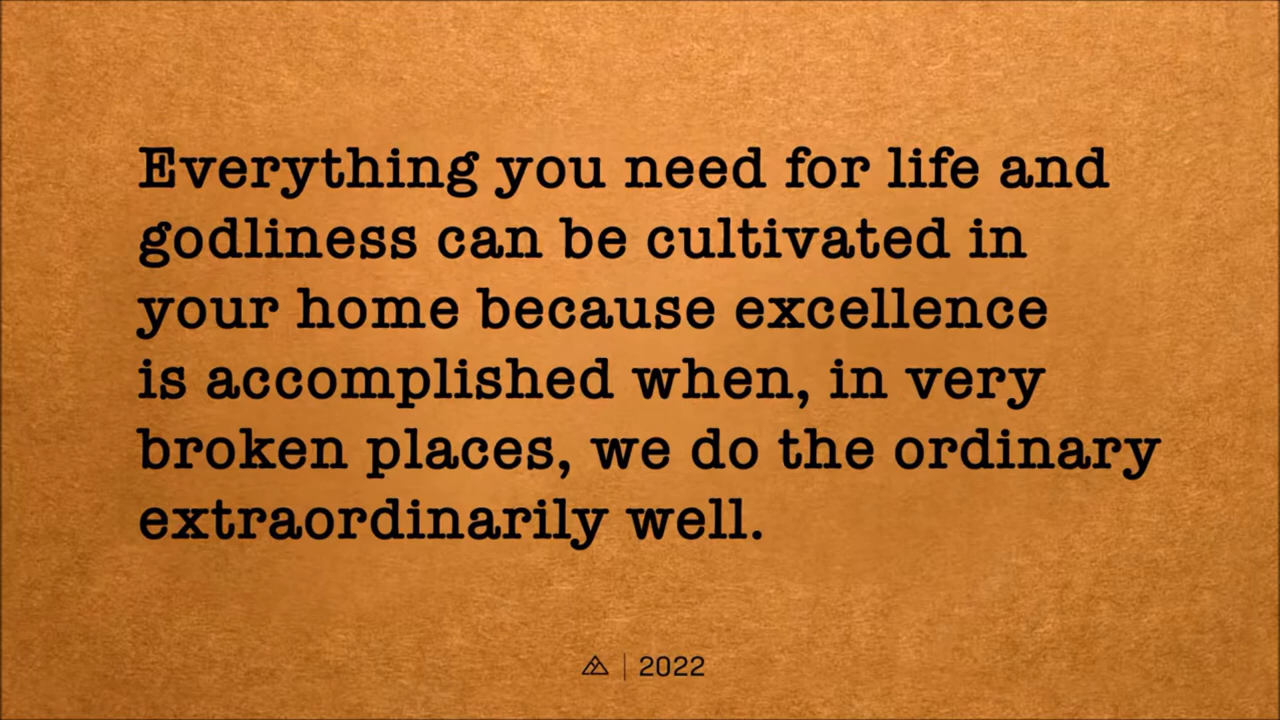 Everything you need for life and
godliness can be cultivated in
your home because excellence
is accomplished when, in very
broken places, we do the ordinary
extraordinarily well.
| 2022